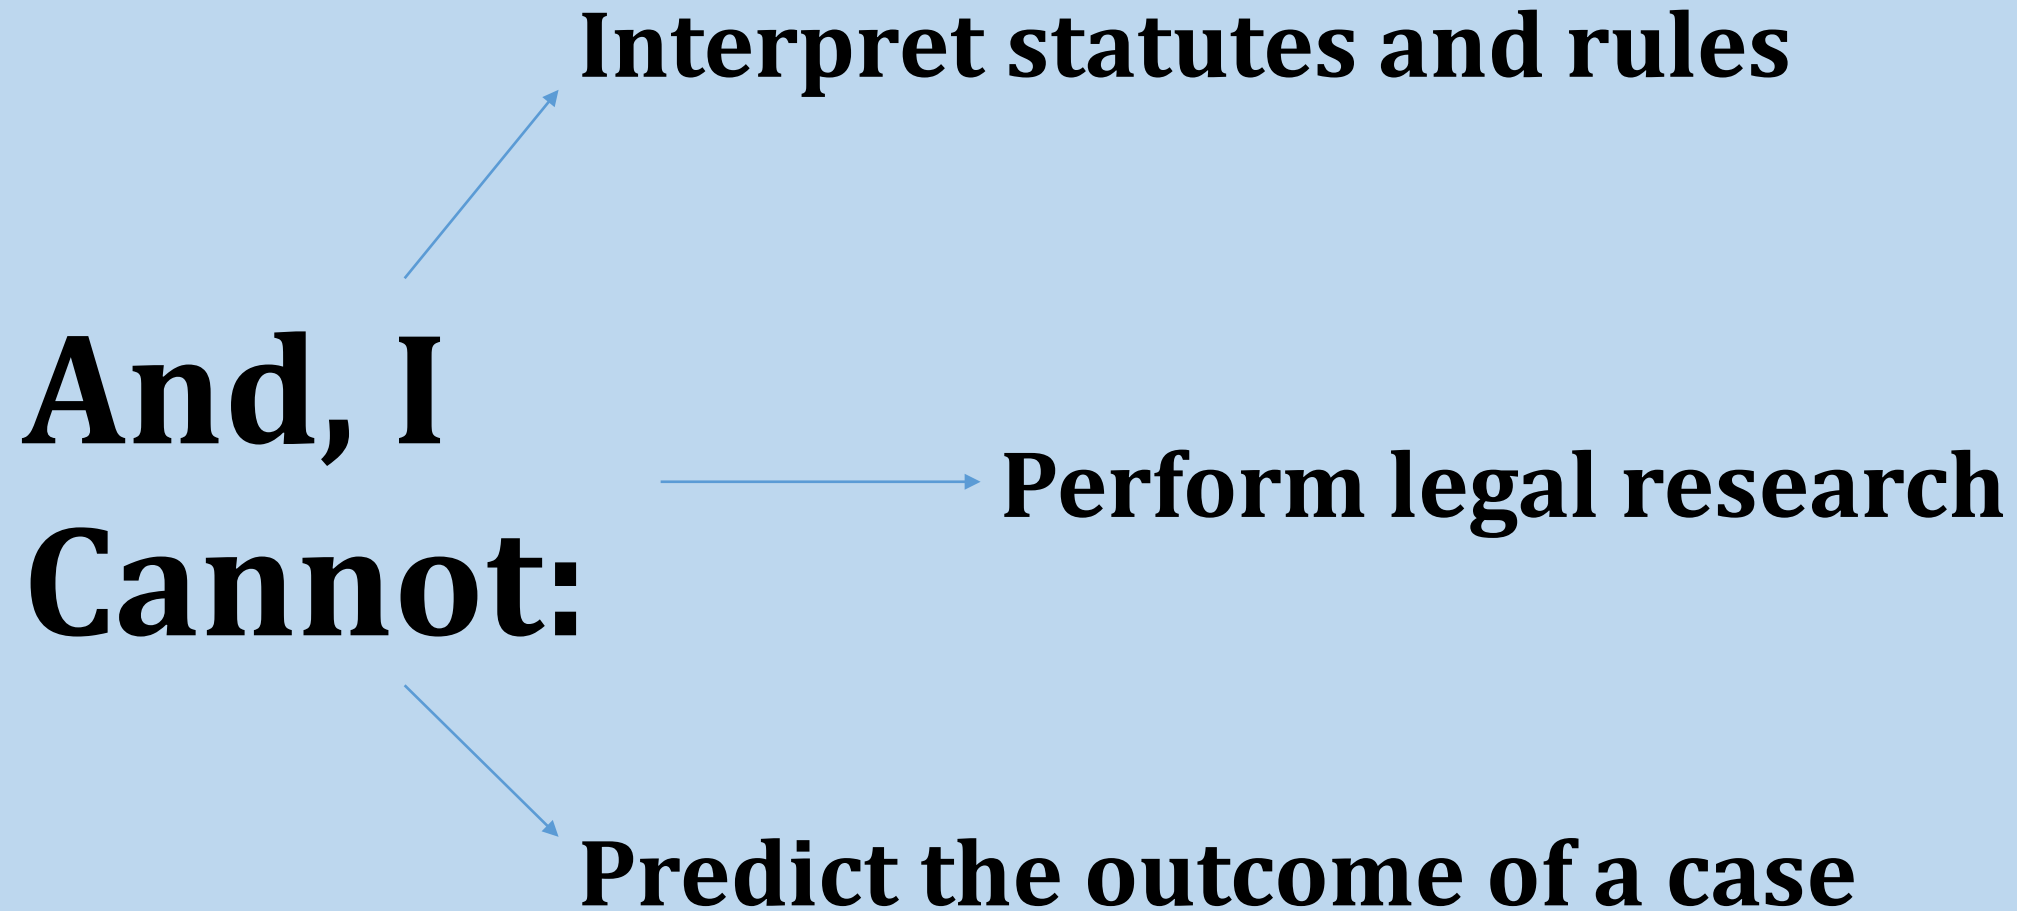 Interpret statutes and rules
And, I
Cannot:
Perform legal research
Predict the outcome of a case